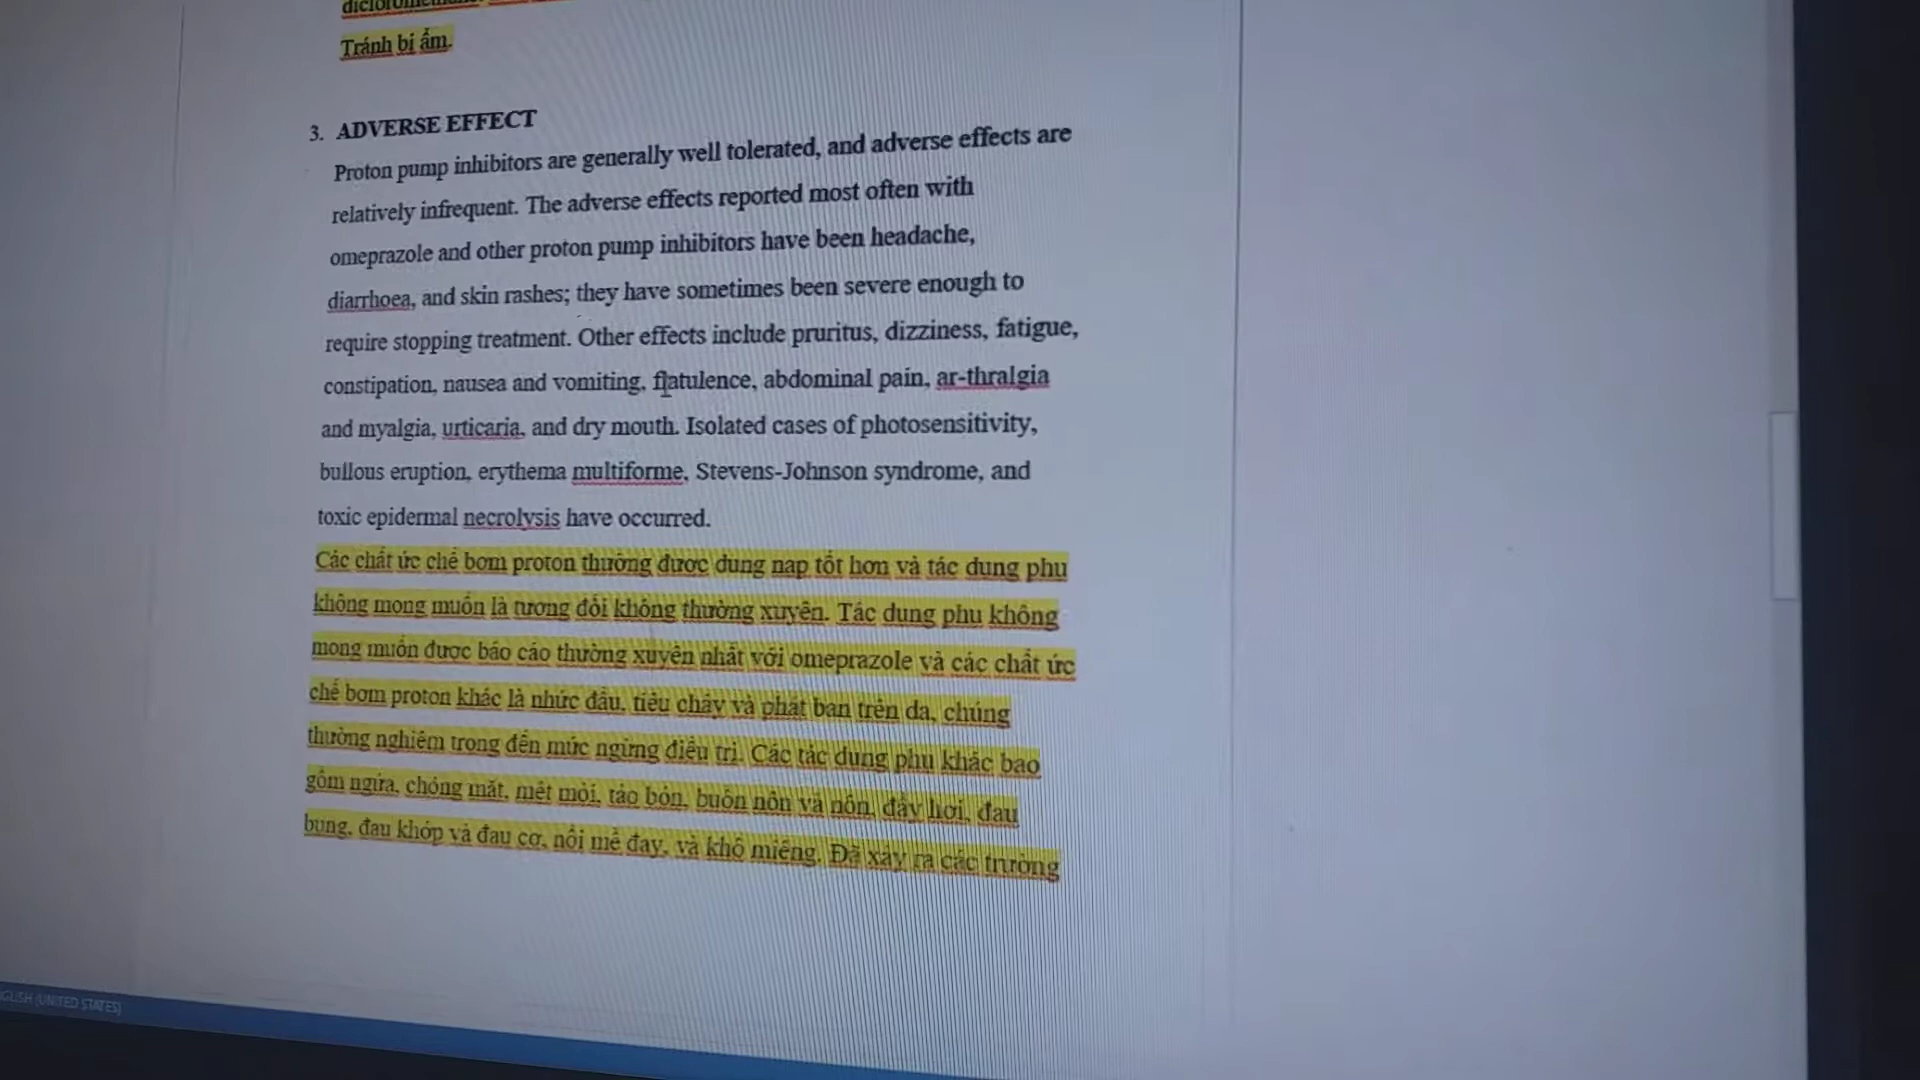 Tránh bị ẩm.
3. ADVERSE EFFECT
Proton pump inhibitors are generally well tolerated, and adverse effects are
relatively infrequent. The adverse effects reported most often with
omeprazole and other proton pump inhibitors have been headache,
diarrhoea, and skin rashes; they have sometimes been severe enough to
require stopping treatment. Other effects include pruritus, dizziness, fatigue,
constipation, nausea and vomiting, flatulence, abdominal pain, ar-thralgia
and myalgia, urticaria, and dry mouth. Isolated cases of photosensitivity,
bullous eruption, erythema multiforme, Stevens-Johnson syndrome, and
toxic epidermal necrolysis have occurred.
Các chất ức chế bơm proton thường được dung nạp tốt hơn và tác dụng phụ
không mong muốn là tương đối không thường xuyên. Tác dụng phụ không
mong muốn được báo cáo thường xuyên nhất với omeprazole và các chất ức
chế bơm proton khác là nhức đầu, tiêu chảy và phát ban trên da, chúng
thường nghiêm trọng đến mức ngừng điều trị. Các tác dụng phụ khác bao
gồm ngứa, chóng mặt, mệt mỏi, táo bón, buồn nôn và nôn, đầy hơi, đau
bụng, đau khớp và đau cơ, nổi mề đay, và khô miệng. Đã xảy ra các trường
(UNITED STATES)